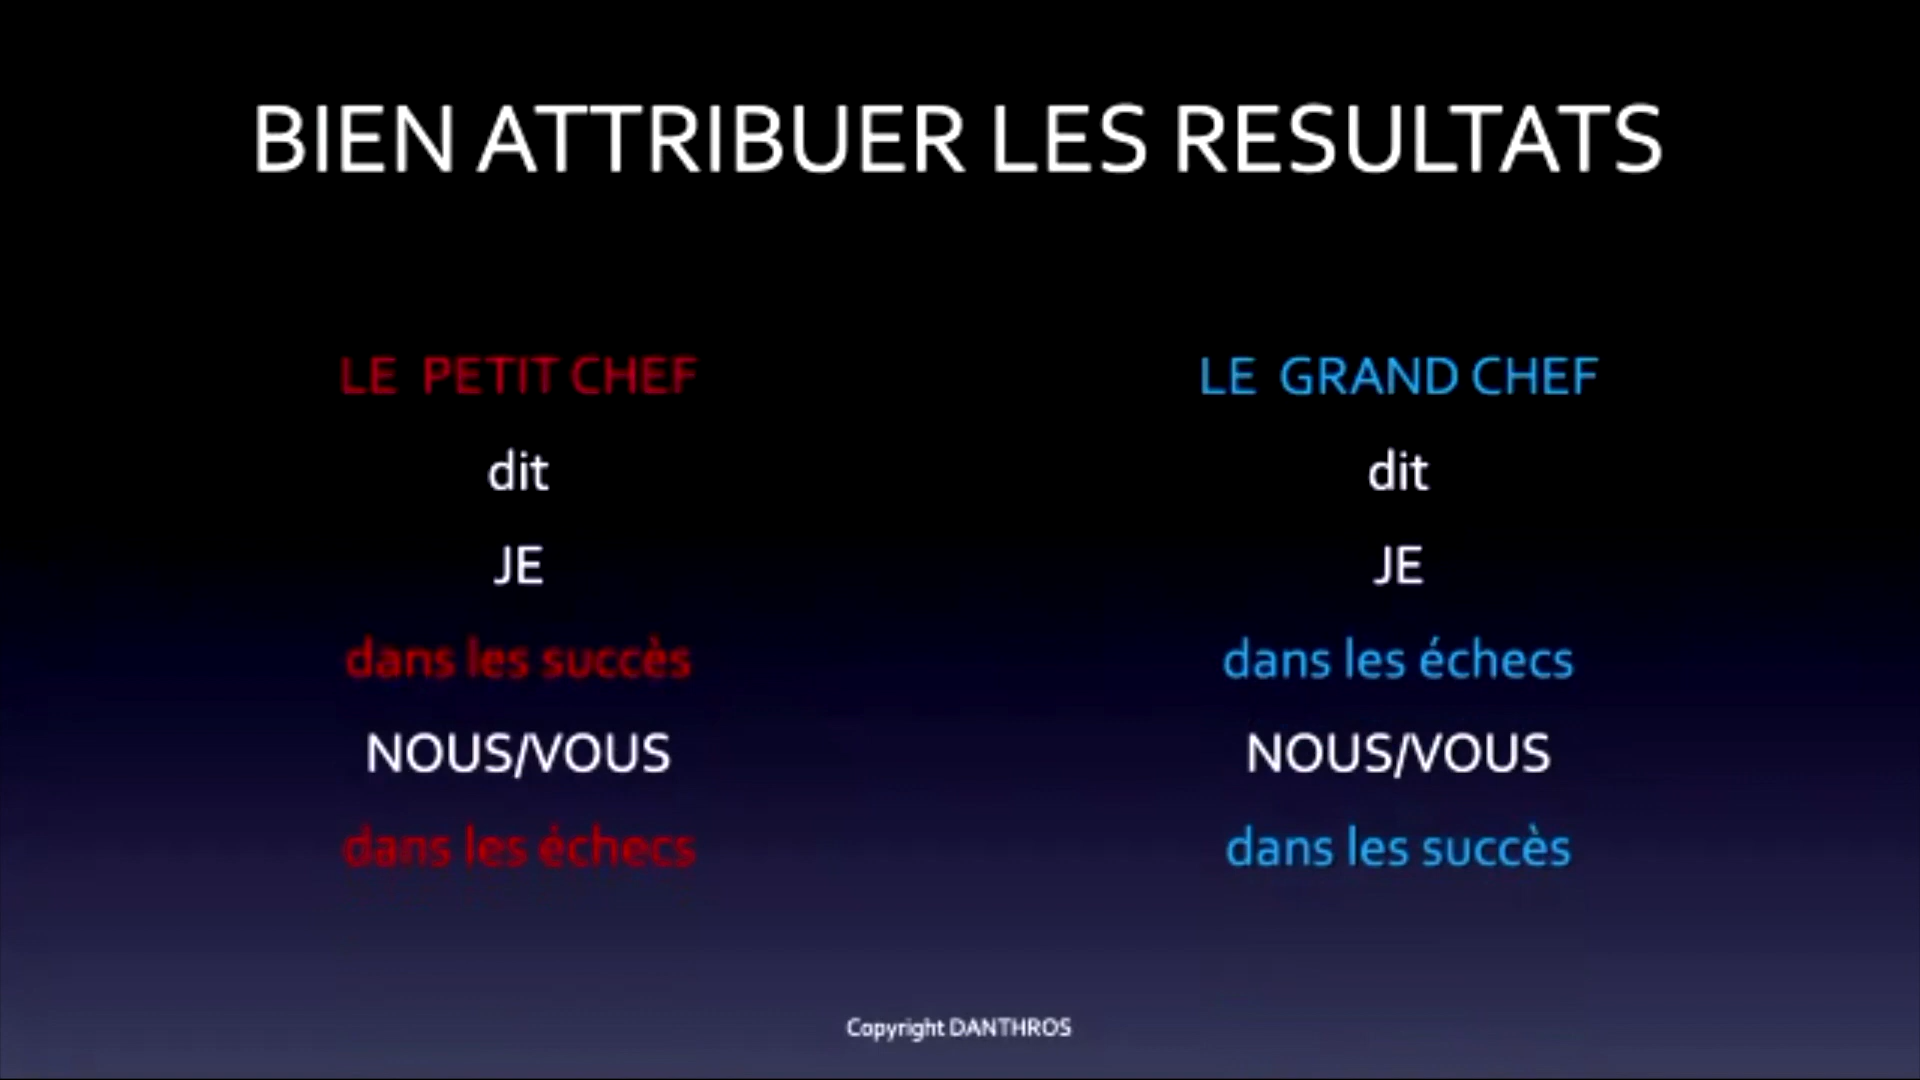 BIEN ATTRIBUER LES RESULTATS
LE PETIT CHEF
dit
JE
dans les succès
NOUS/VOUS
dans les échecs
LE GRAND CHEF
dit
JE
dans les échecs
NOUS/VOUS
dans les succès
Copyright DANTHROS